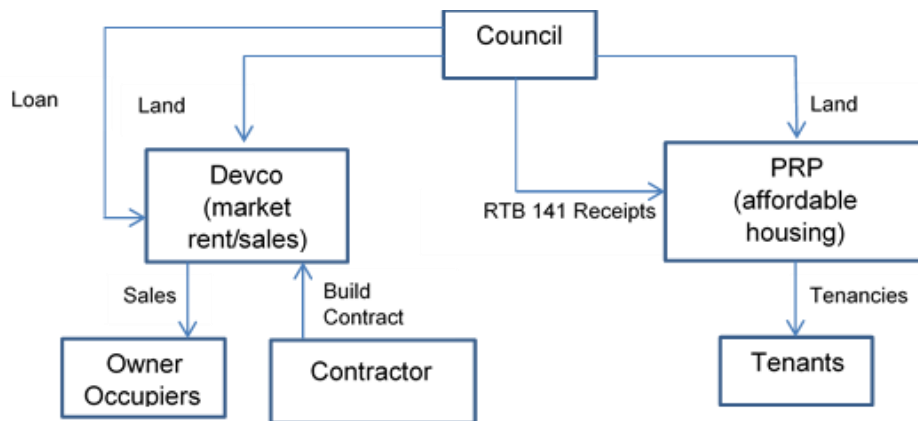 Council
Loan
Land
Land
Devco
(market
rent/sales)
PRP
(affordable
housing)
RTB 141 Receipts
Sales
Build
Contract
Tenancies
Owner
Occupiers
Contractor
Tenants